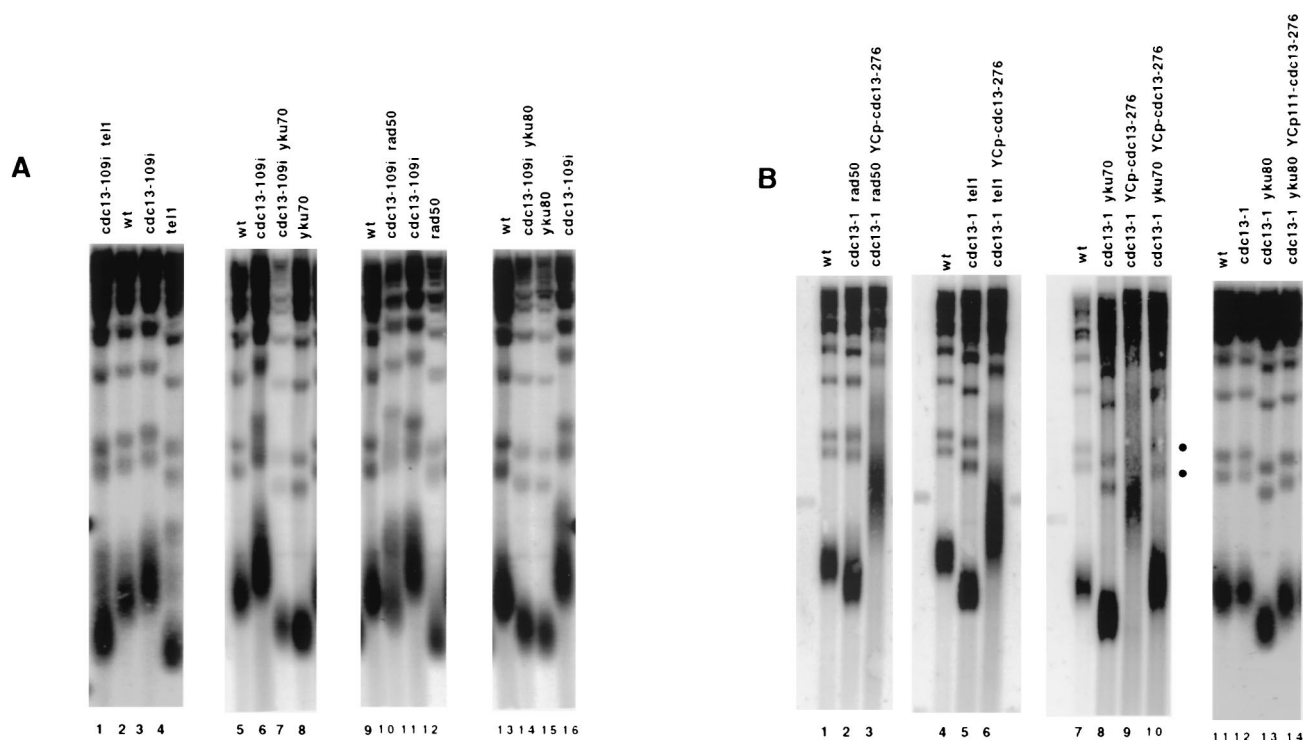 A
cdc13-109i tel1
wt
cdc13-109i
tel1
wt
cdc13-109i
cdc13-109i yku70
yku70
wt
cdc13-109i rad50
cdc13-109i
rad50
wt
cdc13-109i yku80
yku80
cdc13-109i
1 2 3 4
5 6 7 8
9 10 11 12
13 14 15 16
B
wt
cdc13-1 rad50
cdc13-1 rad50 YCp-cdc13-276
wt
cdc13-1 tel1
cdc13-1 tel1 YCp-cdc13-276
wt
cdc13-1 yku70
cdc13-1 YCp-cdc13-276
cdc13-1 yku70 YCp-cdc13-276
wt
cdc13-1
cdc13-1 yku80
cdc13-1 yku80 YCp111-cdc13-276
1 2 3
4 5 6
7 8 9 10
11 12 13 14